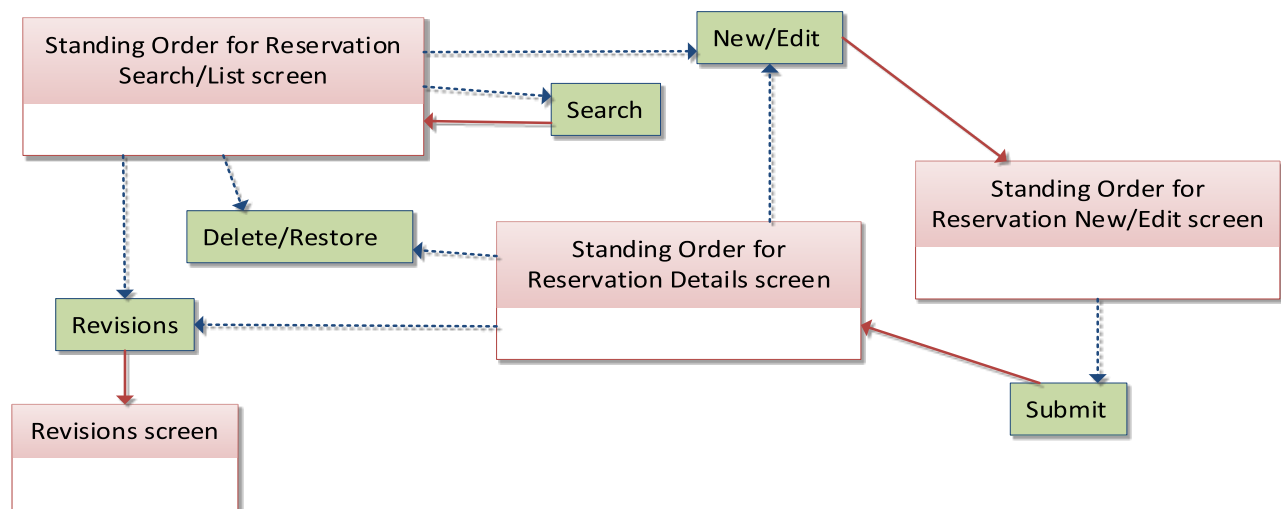 Standing Order for Reservation
Search/List screen
New/Edit
Search
Standing Order for
Reservation New/Edit screen
Delete/Restore
Standing Order for
Reservation Details screen
Revisions
Submit
Revisions screen